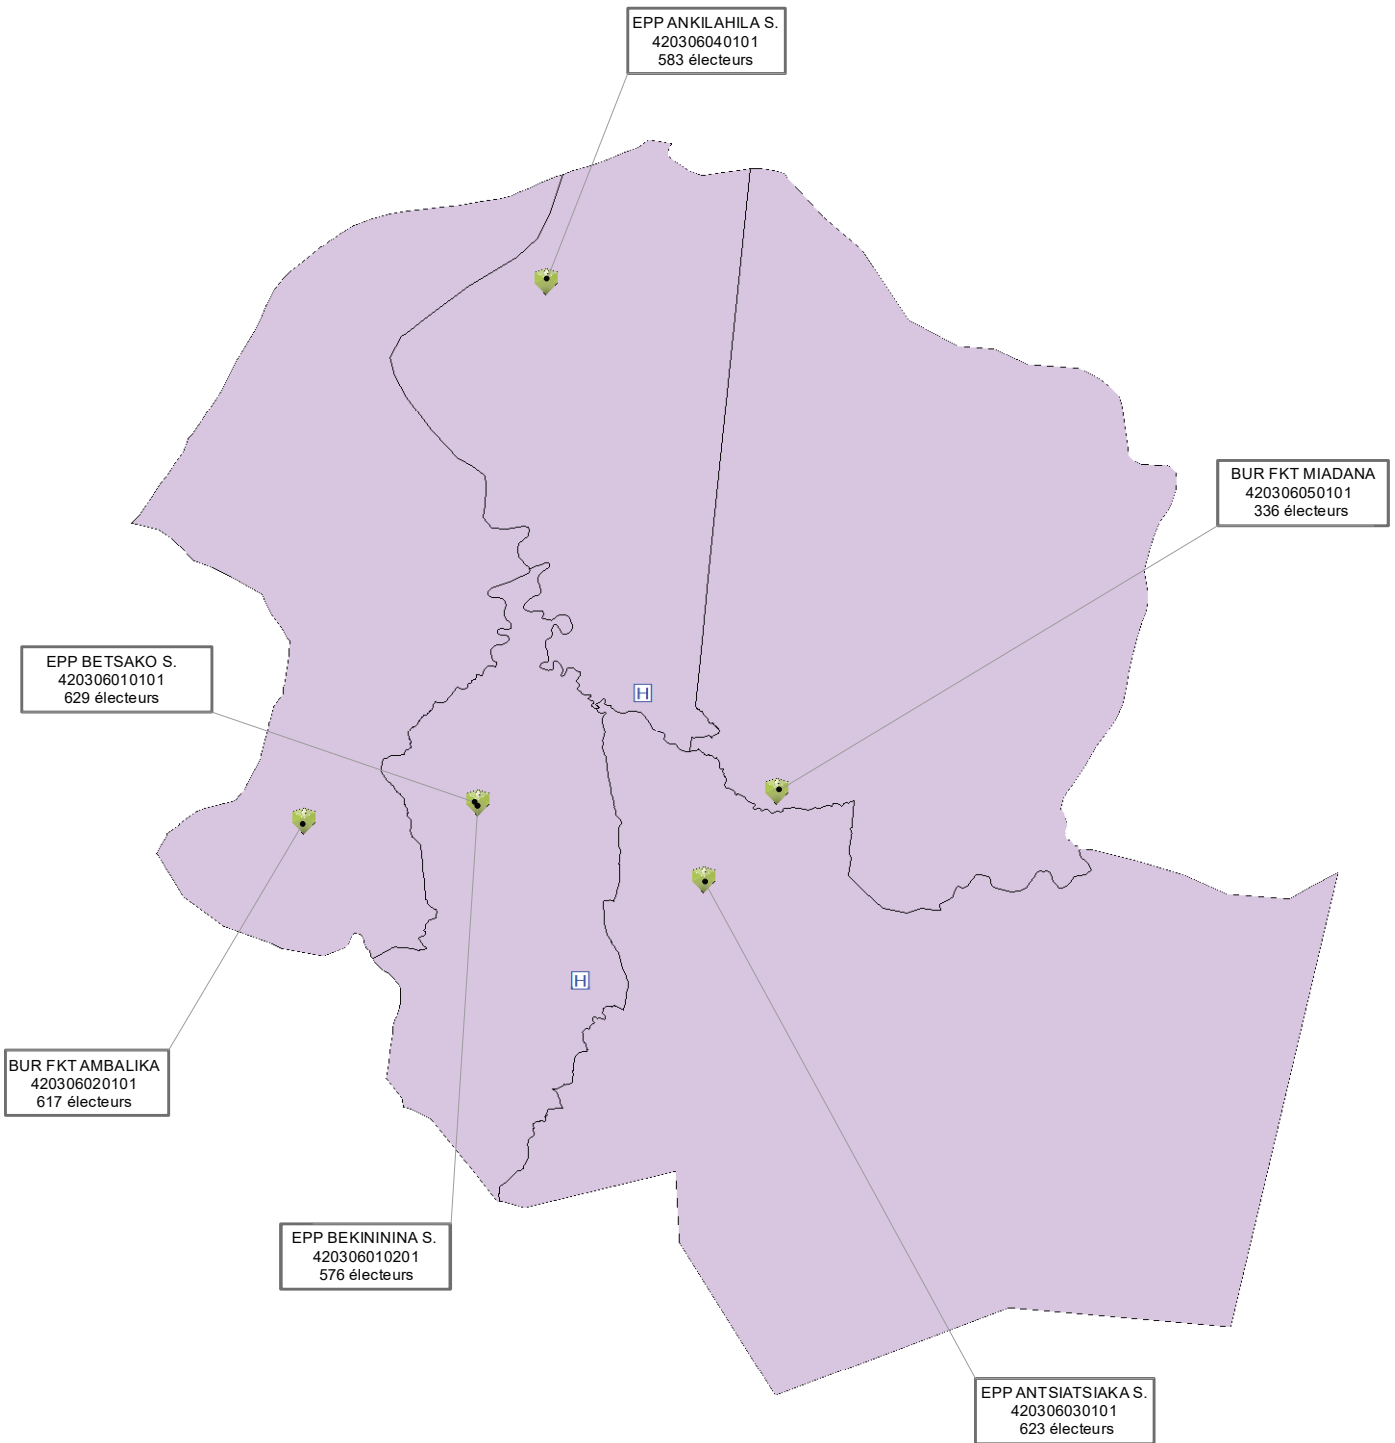 EPP ANKILAHILA S.
420306040101
583 électeurs
BUR FKT MIADANA
420306050101
336 électeurs
EPP BETSAKO S.
420306010101
629 électeurs
H
H
BUR FKT AMBALIKA
420306020101
617 électeurs
EPP BEKINININA S.
420306010201
576 électeurs
EPP ANTSIATSIAKA S.
420306030101
623 électeurs